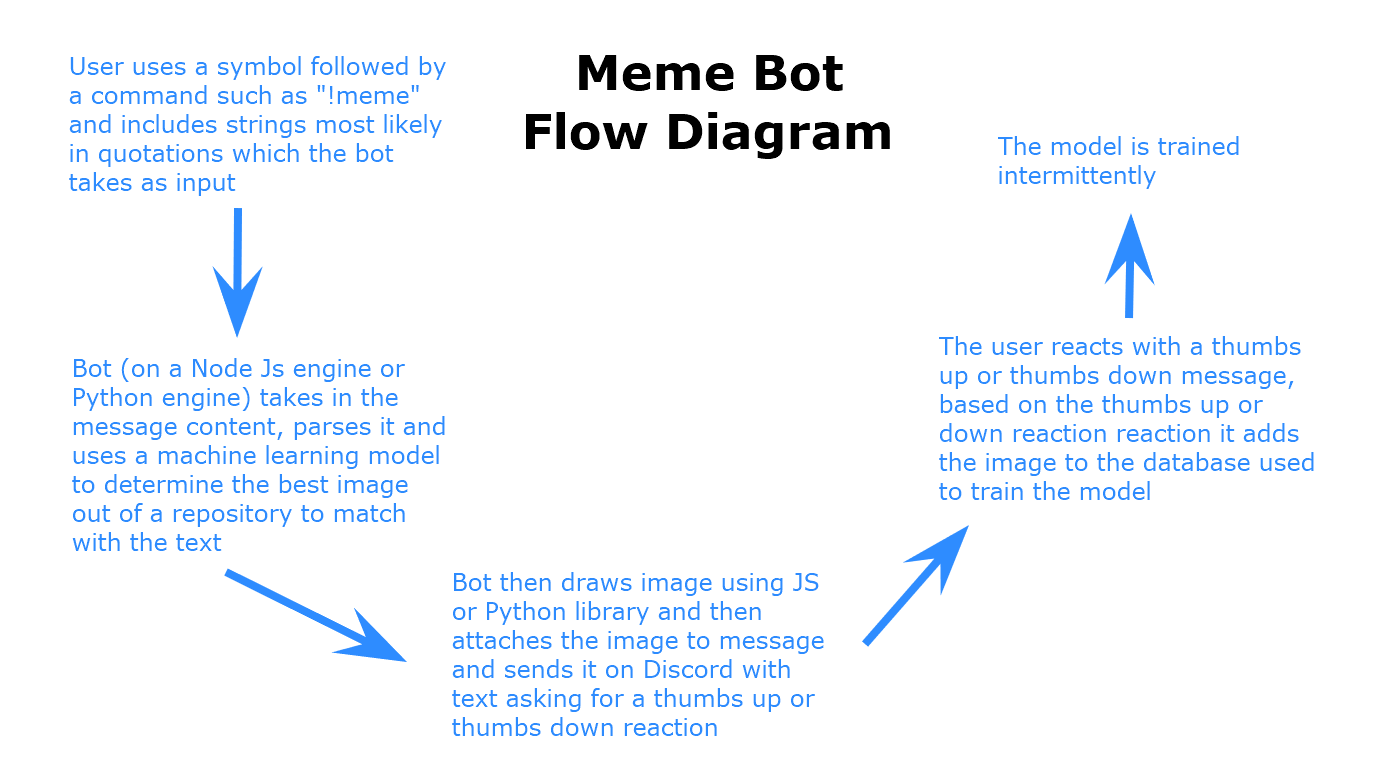 Meme Bot
Flow Diagram
User uses a symbol followed by
a command such as "!meme"
and includes strings most likely
in quotations which the bot
takes as input
Bot (on a Node Js engine or
Python engine) takes in the
message content, parses it and
uses a machine learning model
to determine the best image
out of a repository to match
with the text
Bot then draws image using JS
or Python library and then
attaches the image to message
and sends it on Discord with
text asking for a thumbs up or
thumbs down reaction
The user reacts with a thumbs
up or thumbs down message,
based on the thumbs up or
down reaction reaction it adds
the image to the database used
to train the model
The model is trained
intermittently